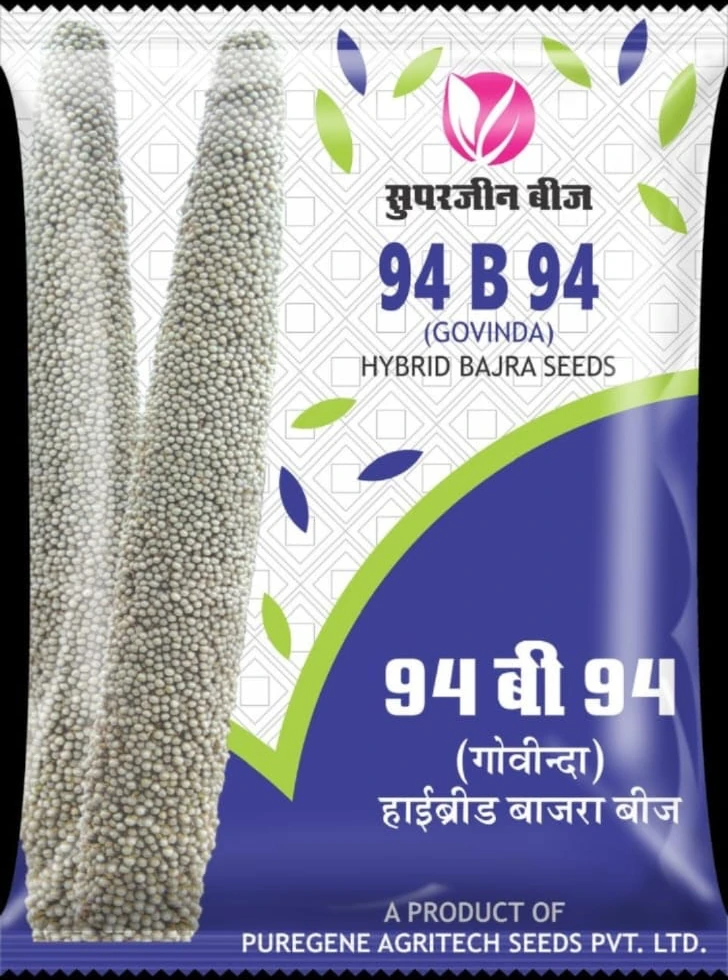 सुपरजीन बीज
94 B 94
(GOVINDA)
HYBRID BAJRA SEEDS
94 बी 94
(गोवीन्दा)
हाईब्रीड बाजरा बीज
A PRODUCT OF
PUREGENE AGRITECH SEEDS PVT. LTD.